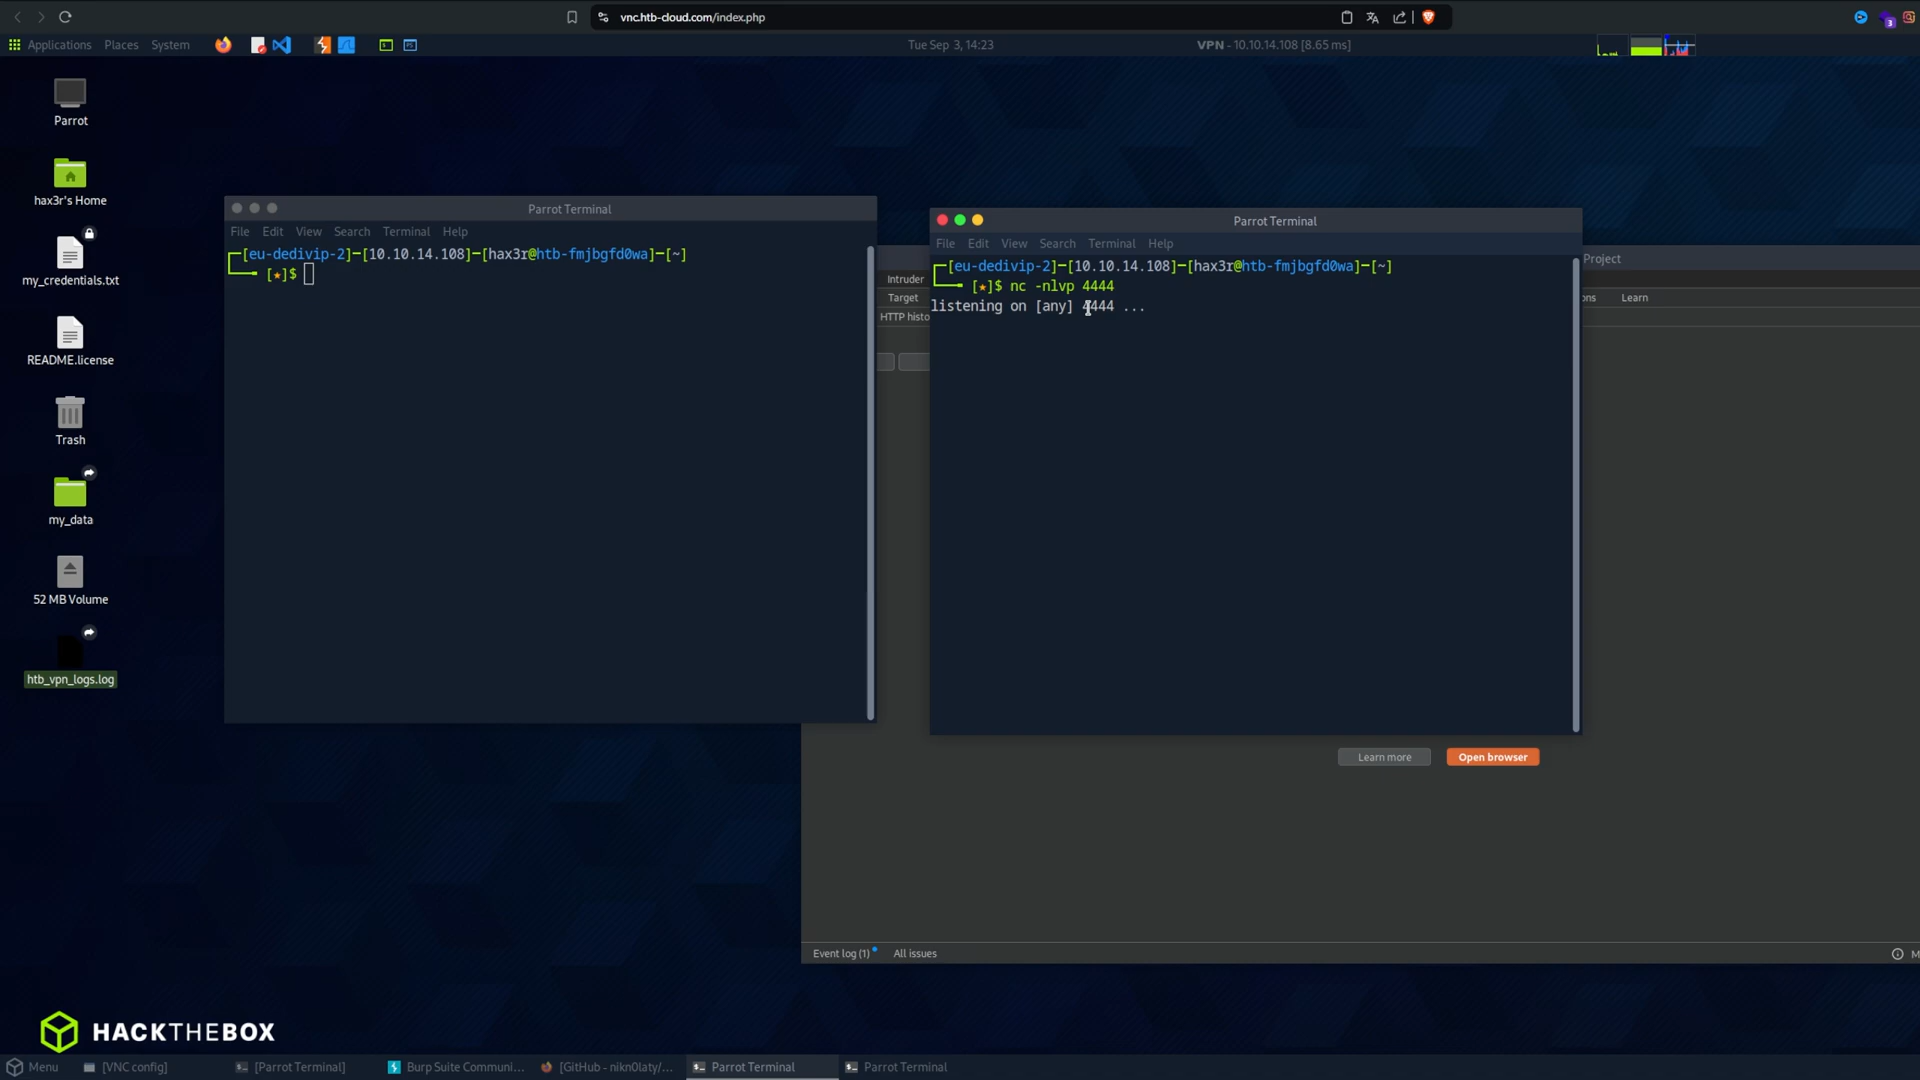 vnc.htb-cloud.com/index.php
3
Applications Places System
Tue Sep 3, 14:23
VPN - 10.10.14.108 [8.65 ms]
Parrot
hax3r's Home
my_credentials.txt
README.license
Trash
my_data
52 MB Volume
htb_vpn_logs.log
Parrot Terminal
File Edit View Search Terminal Help
[eu-dedivip-2]─[10.10.14.108]─[hax3r@htb-fmjbgfd0wa]─[~]
[★]$
Parrot Terminal
File Edit View Search Terminal Help
[eu-dedivip-2]─[10.10.14.108]─[hax3r@htb-fmjbgfd0wa]─[~]
[★]$ nc -nlvp 4444
listening on [any] 4444 ...
Project
Intruder
Target
ons Learn
HTTP histo
Learn more Open browser
Event log (1) All issues
M
HACKTHEBOX
Menu [VNC config] [Parrot Terminal] Burp Suite Communi... [GitHub - nikn0laty/... Parrot Terminal Parrot Terminal